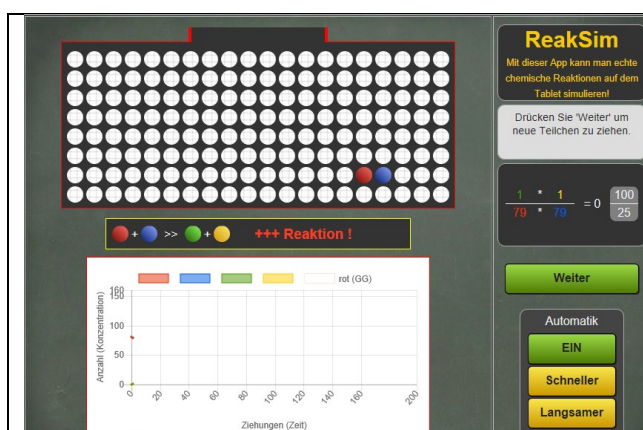 ReakSim
Mit dieser App kann man echte
chemische Reaktionen auf dem
Tablet simulieren!
Drücken Sie 'Weiter' um
neue Teilchen zu ziehen.
1 * 1
79 * 79
= 0
100
25
+ >> + +++ Reaktion !
Weiter
rot (GG)
Anzahl (Konzentration)
160
150
100
50
0
0 20 40 60 80 100 120 140 160 200
Ziehungen (Zeit)
Automatik
EIN
Schneller
Langsamer